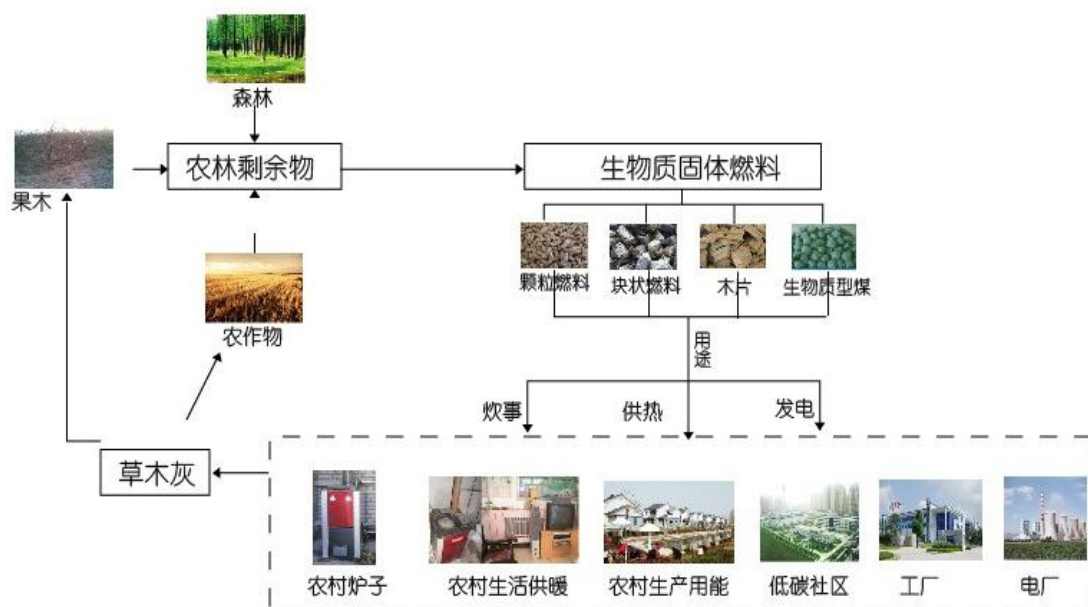 森林
农林剩余物
生物质固体燃料
果木
颗粒燃料
块状燃料
木片
生物质型煤
农作物
用途
炊事
供热
发电
草木灰
农村炉子
农村生活供暖
农村生产用能
低碳社区
工厂
电厂